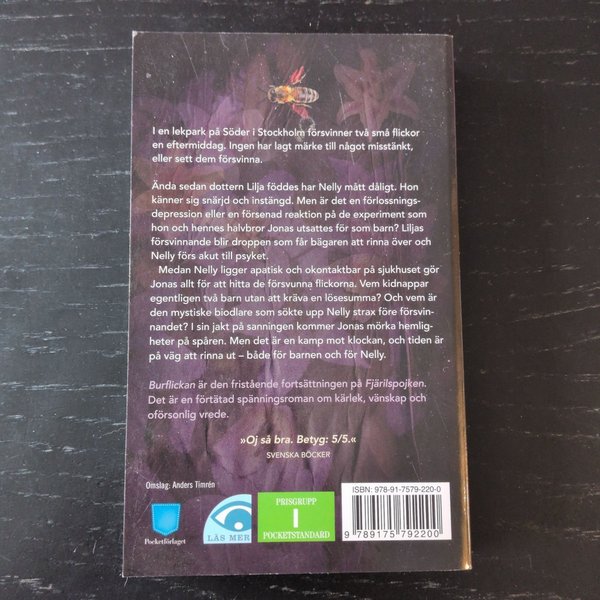 I en lekpark på Söder i Stockholm försvinner två små flickor
en eftermiddag. Ingen har lagt märke till något misstänkt,
eller sett dem försvinna.
Ända sedan dottern Lilja föddes har Nelly mått dåligt. Hon
känner sig snärjd och instängd. Men är det en förlossnings-
depression eller en försenad reaktion på de experiment som
hon och hennes halvbror Jonas utsattes för som barn? Liljas
försvinnande blir droppen som får bägaren att rinna över och
Nelly förs akut till psyket.
Medan Nelly ligger apatisk och okontaktbar på sjukhuset gör
Jonas allt för att hitta de försvunna flickorna. Vem kidnappar
egentligen två barn utan att kräva en lösesumma? Och vem är
den mystiske biodlare som sökte upp Nelly strax före försvin-
nandet? I sin jakt på sanningen kommer Jonas mörka hemlig-
heter på spåren. Men det är en kamp mot klockan, och tiden är
på väg att rinna ut – både för barnen och för Nelly.
Burflickan är den fristående fortsättningen på Fjärilspojken.
Det är en förtätad spänningsroman om kärlek, vänskap och
oförsonlig vrede.
»Oj så bra. Betyg: 5/5.«
SVENSKA BÖCKER
Omslag: Anders Timrén
Pocketförlaget
LÄS MER
PRISGRUPP
1
POCKETSTANDARD
ISBN: 978-91-7579-220-0
9 789175 792200